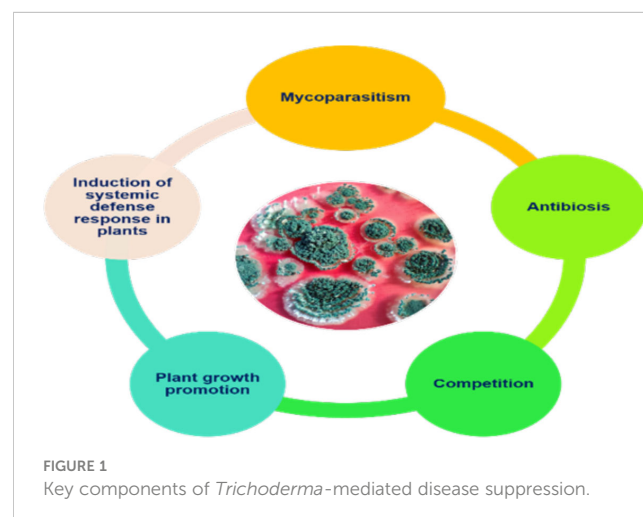 Mycoparasitism
Induction of
systemic
defense
response in
plants
Antibiosis
Plant growth
promotion
Competition
FIGURE 1
Key components of Trichoderma-mediated disease suppression.